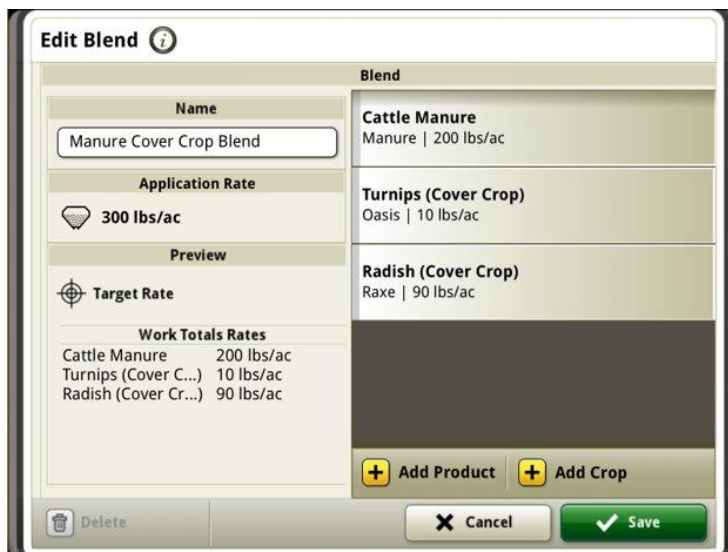 Edit Blend
Blend
Name
Manure Cover Crop Blend
Application Rate
300 lbs/ac
Preview
Target Rate
Work Totals Rates
Cattle Manure 200 lbs/ac
Turnips (Cover C...) 10 lbs/ac
Radish (Cover Cr...) 90 lbs/ac
Cattle Manure
Manure | 200 lbs/ac
Turnips (Cover Crop)
Oasis | 10 lbs/ac
Radish (Cover Crop)
Raxe | 90 lbs/ac
Add Product
Add Crop
Delete
Cancel
Save